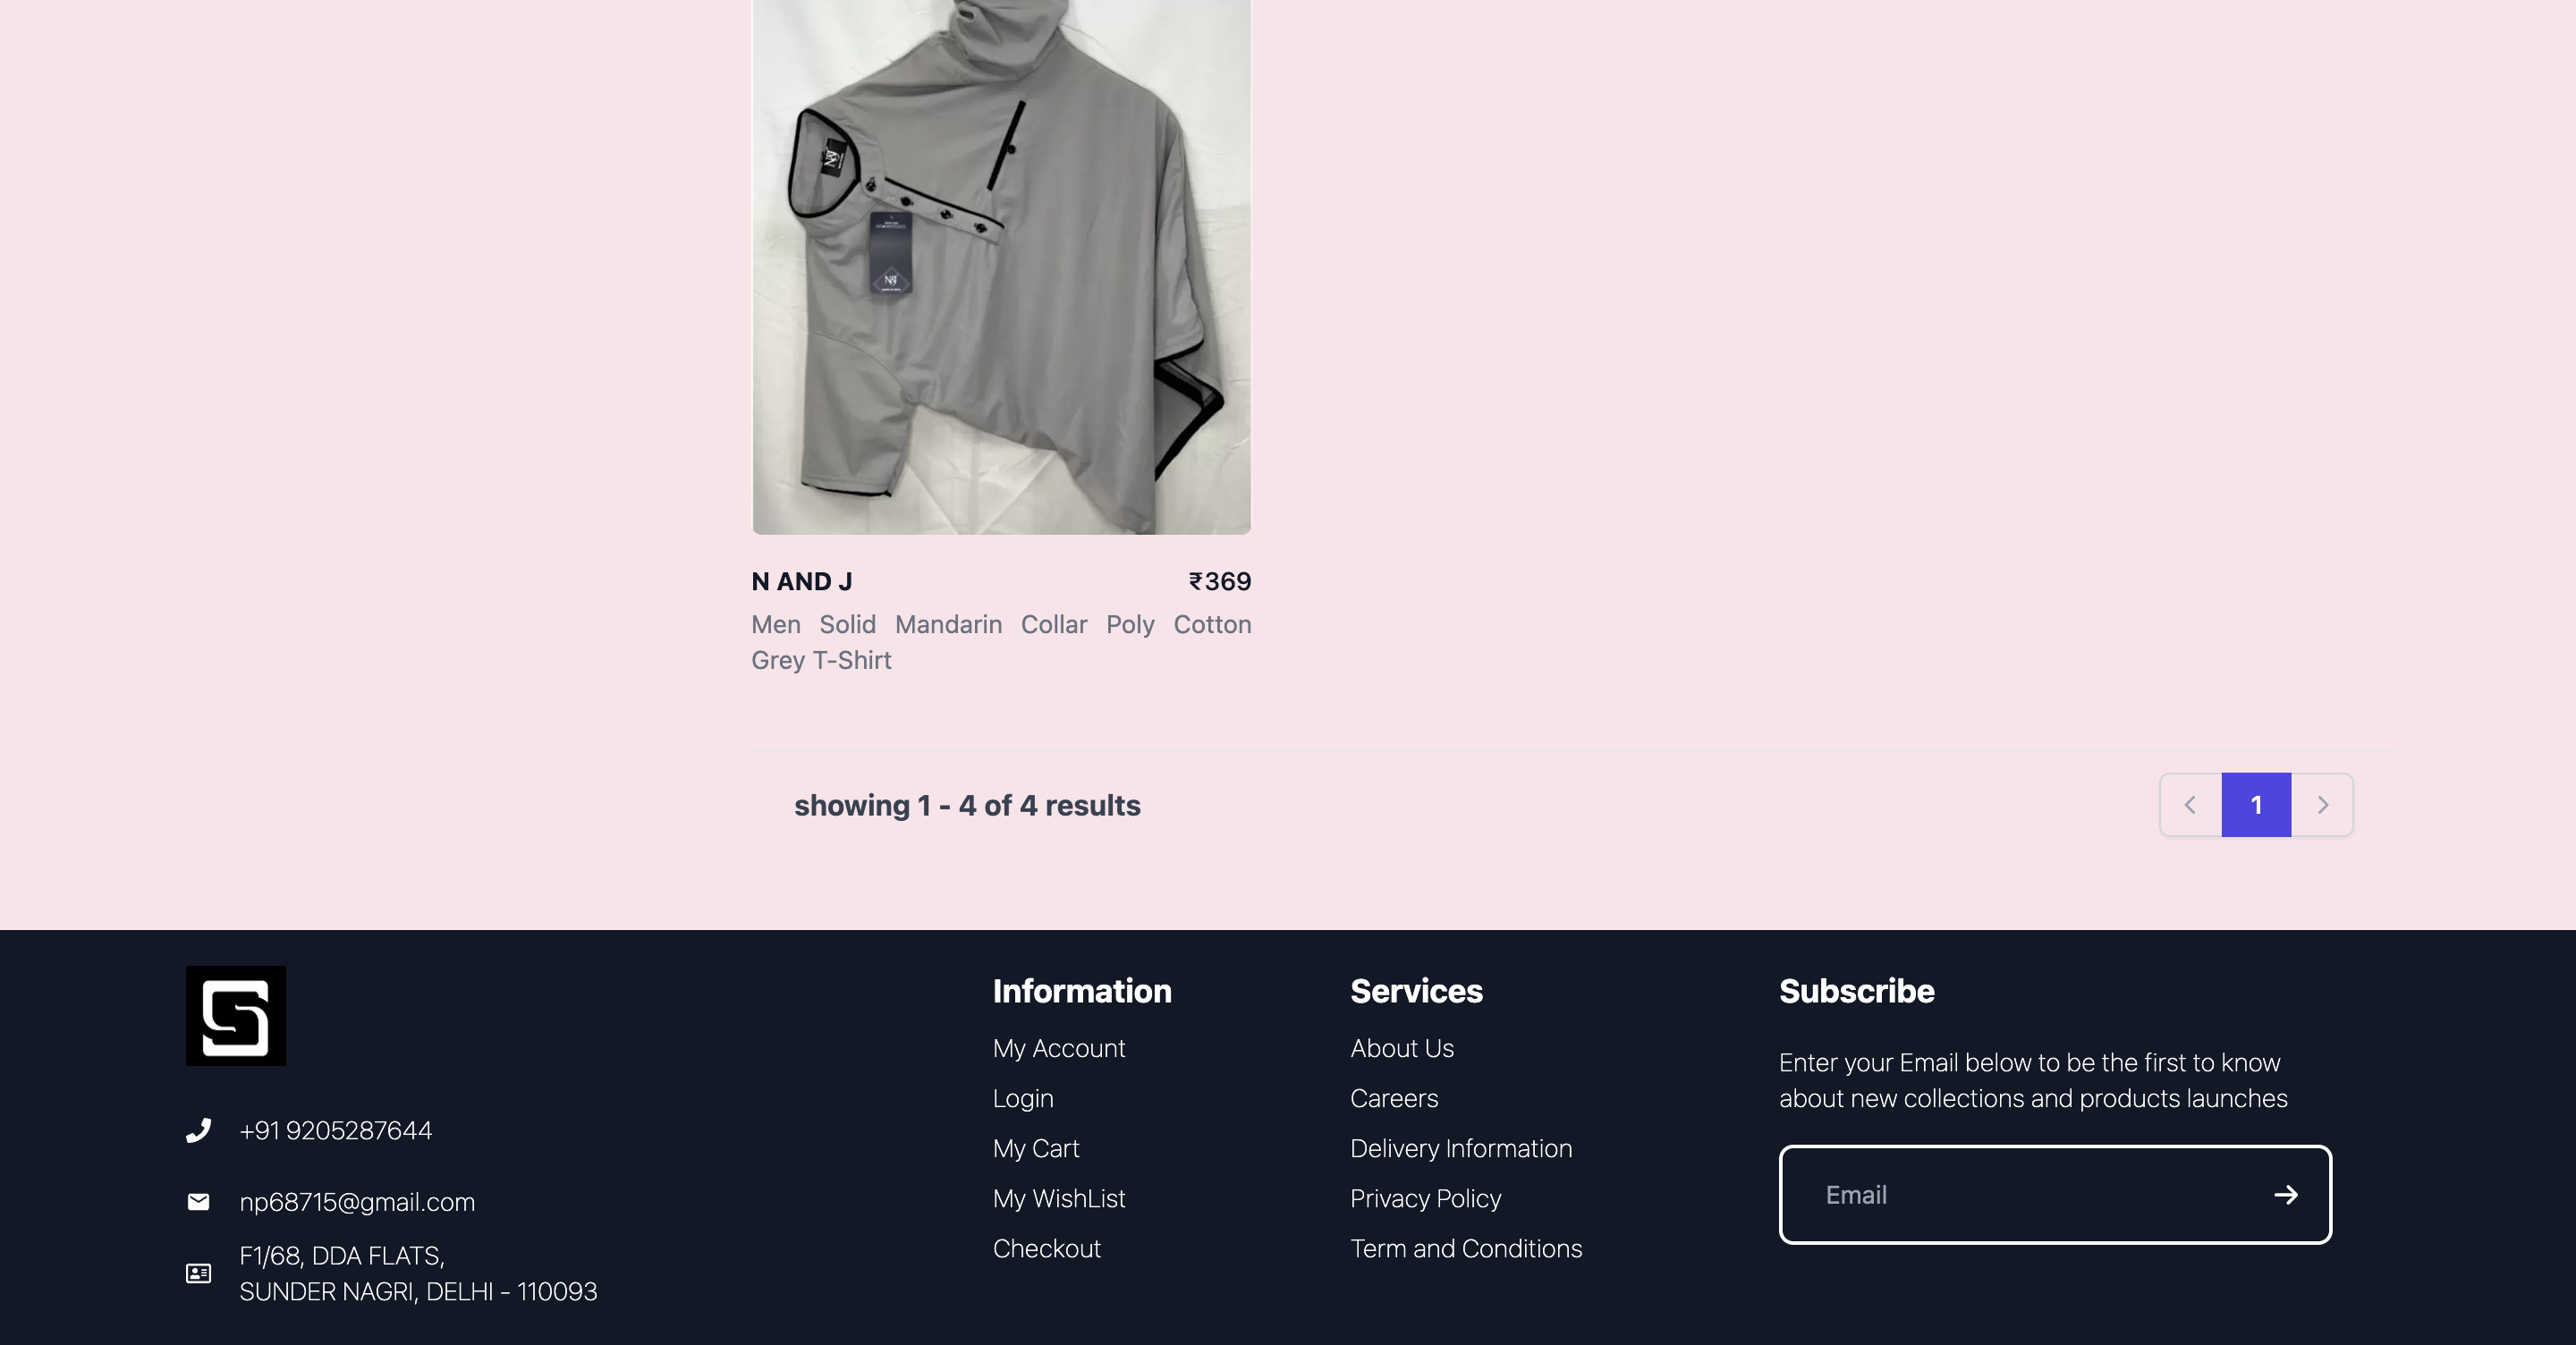 N&J
N AND J
₹369
Men Solid Mandarin Collar Poly Cotton
Grey T-Shirt
showing 1 - 4 of 4 results
1
Information
My Account
Login
My Cart
My WishList
Checkout
Services
About Us
Careers
Delivery Information
Privacy Policy
Term and Conditions
Subscribe
Enter your Email below to be the first to know
about new collections and products launches
Email
+91 9205287644
np68715@gmail.com
F1/68, DDA FLATS,
SUNDER NAGRI, DELHI - 110093